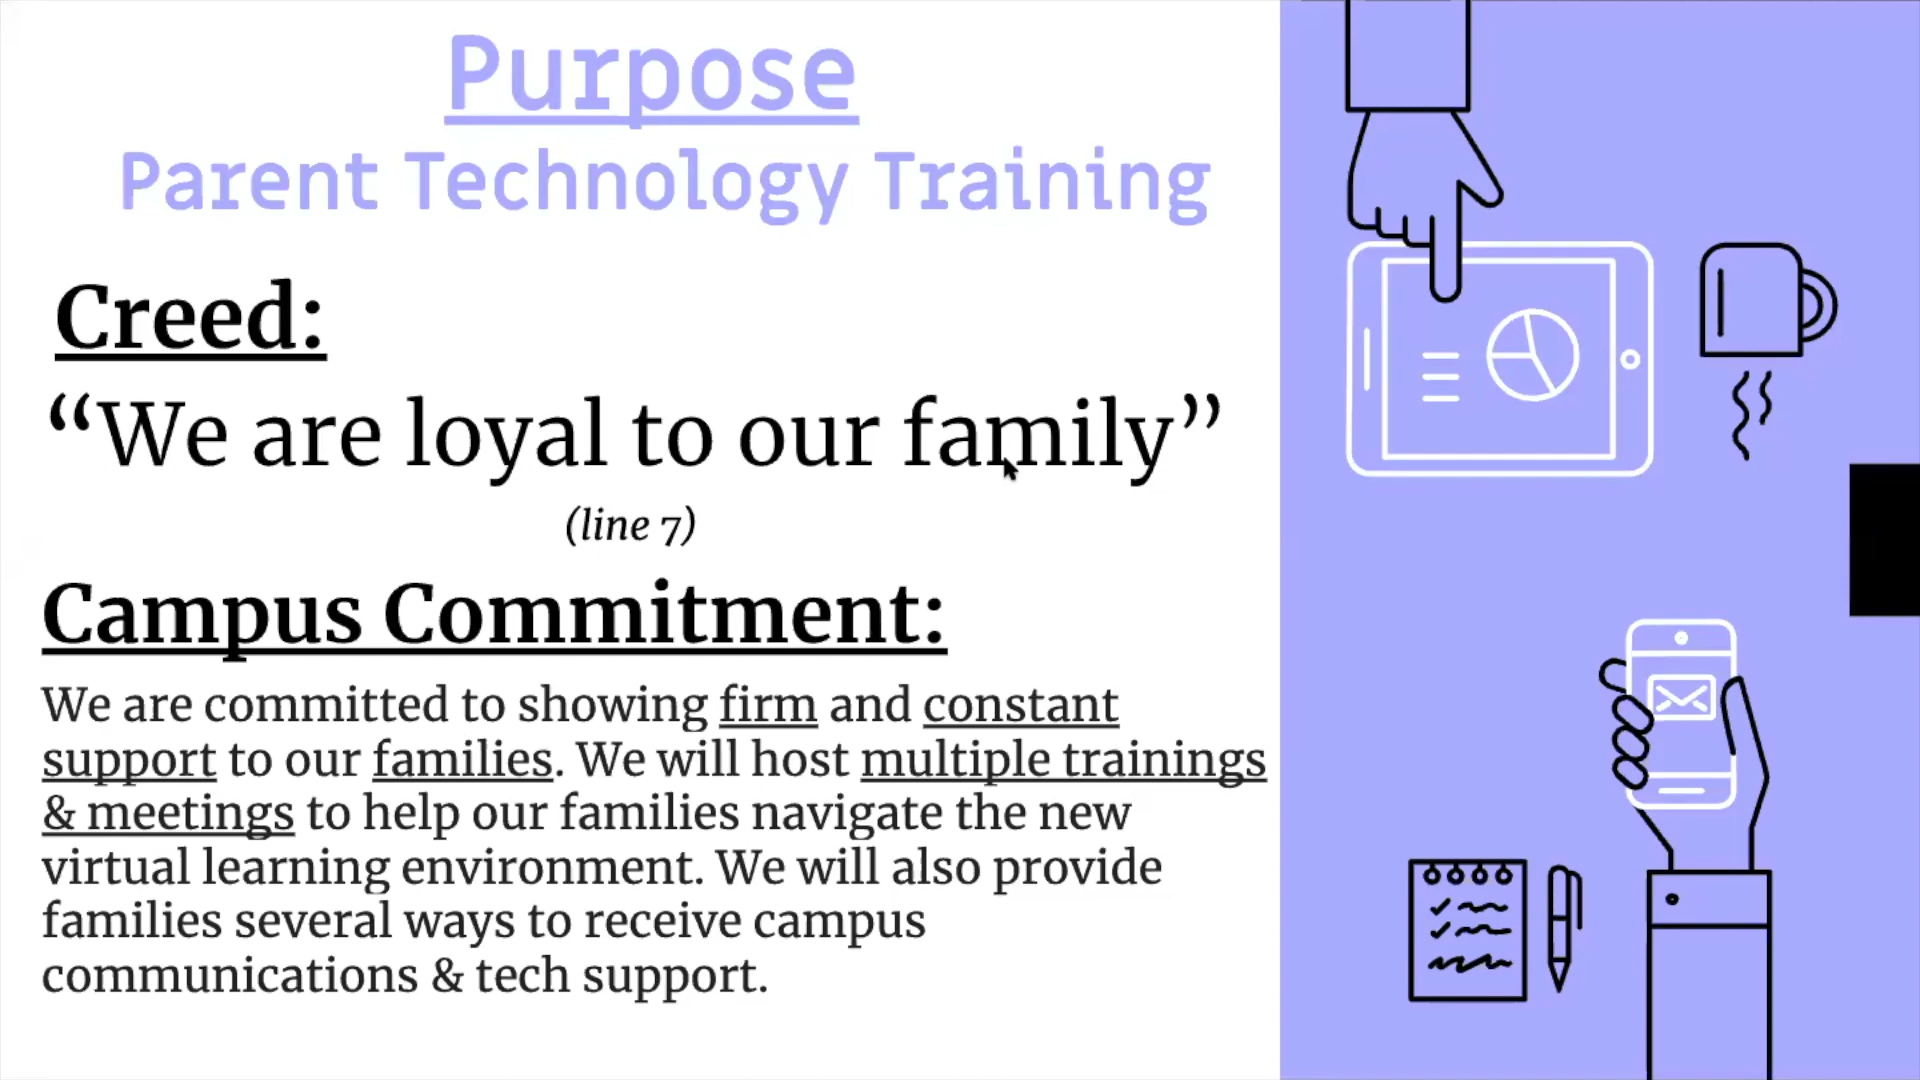 Purpose
Parent Technology Training
Creed:
“We are loyal to our family”
(line 7)
Campus Commitment:
We are committed to showing firm and constant
support to our families. We will host multiple trainings
& meetings to help our families navigate the new
virtual learning environment. We will also provide
families several ways to receive campus
communications & tech support.